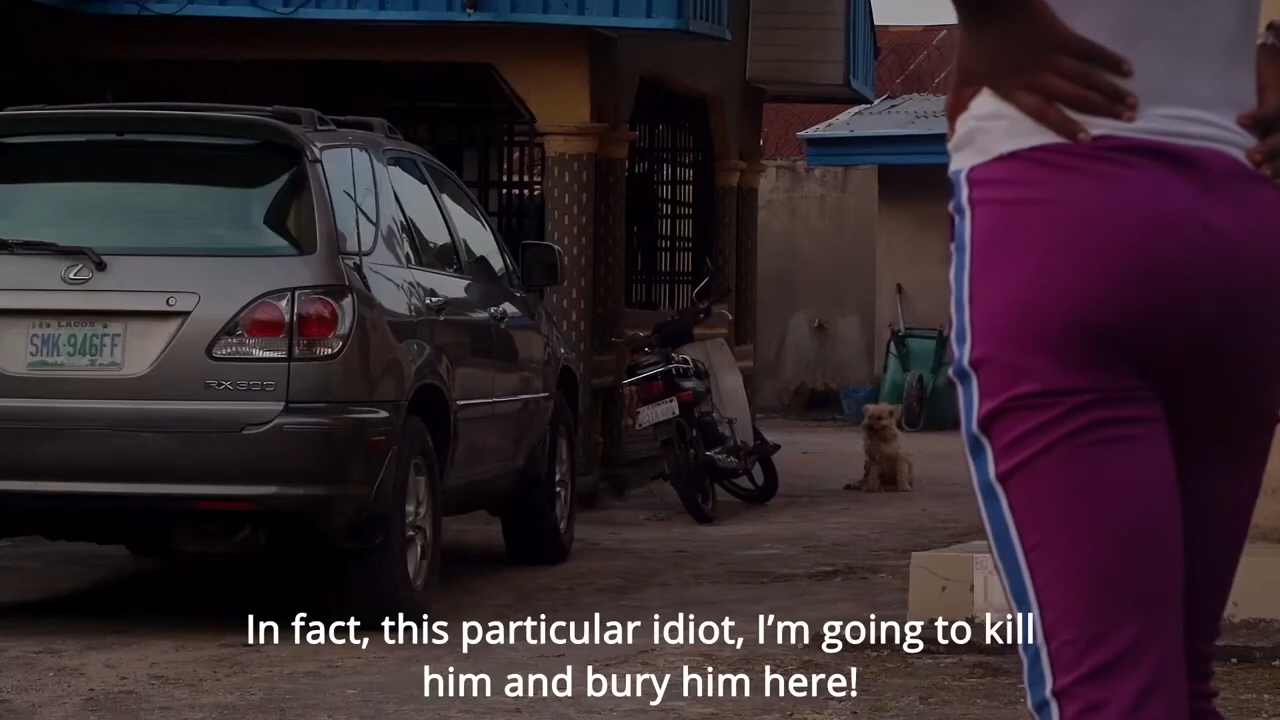 LAGOS
SMK-946FF
RX300
In fact, this particular idiot, I'm going to kill
him and bury him here!